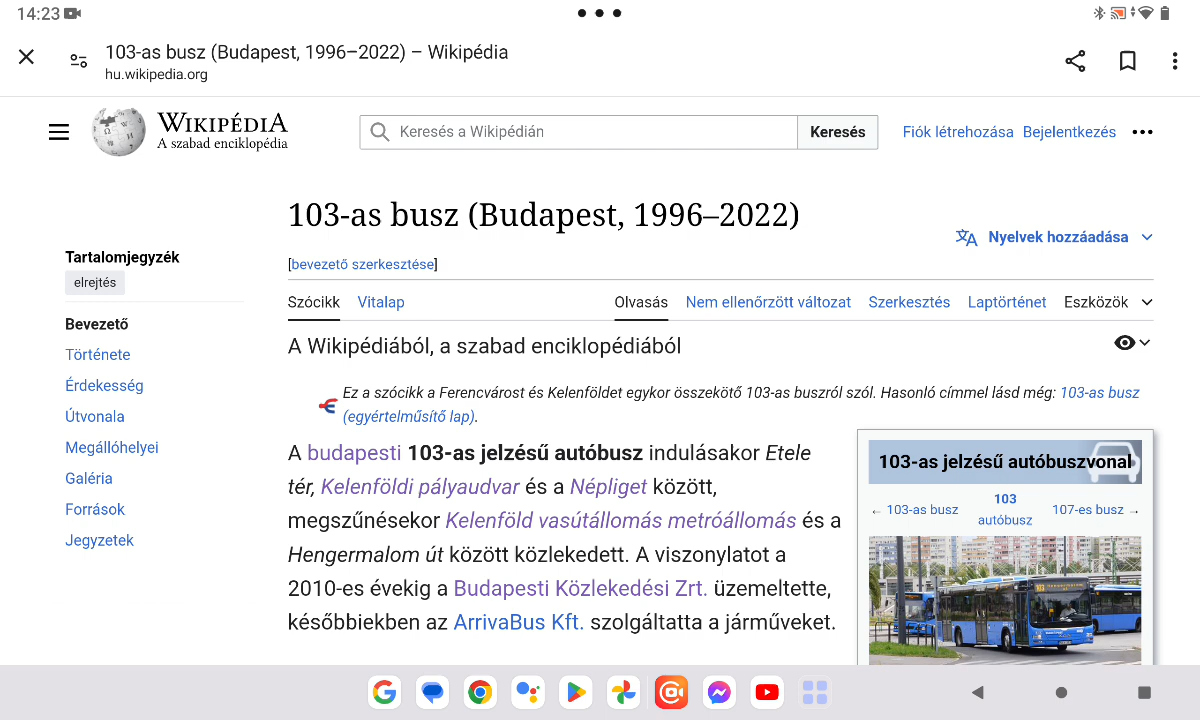 14:23
103-as busz (Budapest, 1996–2022) – Wikipédia
hu.wikipedia.org
WIKIPÉDIA
A szabad enciklopédia
Keresés a Wikipédián
Keresés
Fiók létrehozása Bejelentkezés
103-as busz (Budapest, 1996–2022)
Nyelvek hozzáadása
[bevezető szerkesztése]
Tartalomjegyzék
elrejtés
Bevezető
Története
Érdekesség
Útvonala
Megállóhelyei
Galéria
Források
Jegyzetek
Szócikk Vitalap Olvasás Nem ellenőrzött változat Szerkesztés Laptörténet Eszközök
A Wikipédiából, a szabad enciklopédiából
Ez a szócikk a Ferencvárost és Kelenföldet egykor összekötő 103-as buszról szól. Hasonló címmel lásd még: 103-as busz
(egyértelműsítő lap).
A budapesti 103-as jelzésű autóbusz indulásakor Etele
tér, Kelenföldi pályaudvar és a Népliget között,
megszűnésekor Kelenföld vasútállomás metróállomás és a
Hengermalom út között közlekedett. A viszonylatot a
2010-es évekig a Budapesti Közlekedési Zrt. üzemeltette,
későbbiekben az ArrivaBus Kft. szolgáltatta a járműveket.
103-as jelzésű autóbuszvonal
← 103-as busz
103
autóbusz
107-es busz →
103